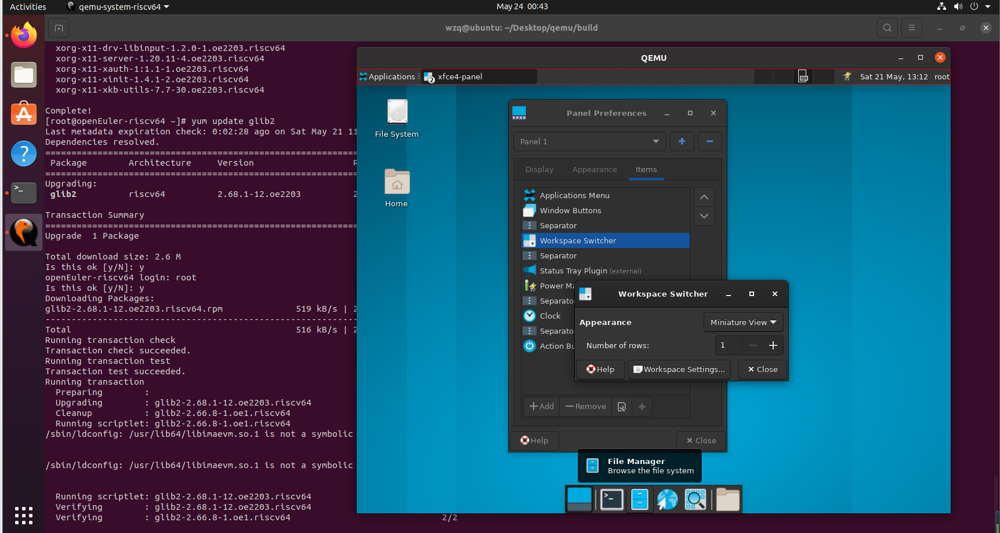 Activities
qemu-system-riscv64
May 24  00:43
wzq@ubuntu: ~/Desktop/qemu/build
xorg-x11-drv-libinput-1.2.0-1.oe2203.riscv64
xorg-x11-server-1.20.11-4.oe2203.riscv64
xorg-x11-xauth-1:1.1-1.oe2203.riscv64
xorg-x11-xinit-1.4.1-2.oe2203.riscv64
xorg-x11-xkb-utils-7.7-30.oe2203.riscv64
Complete!
[root@openEuler-riscv64 ~]# yum update glib2
Last metadata expiration check: 0:02:28 ago on Sat May 21 11
Dependencies resolved.
================================================================
Package        Architecture     Version                   R
================================================================
Upgrading:
glib2          riscv64          2.68.1-12.oe2203          2
Transaction Summary
================================================================
Upgrade  1 Package
Total download size: 2.6 M
Is this ok [y/N]: y
openEuler-riscv64 login: root
Is this ok [y/N]: y
Downloading Packages:
glib2-2.68.1-12.oe2203.riscv64.rpm              519 kB/s | 2
----------------------------------------------------------------
Total                                           516 kB/s | 2
Running transaction check
Transaction check succeeded.
Running transaction test
Transaction test succeeded.
Running transaction
Preparing        :
Upgrading        : glib2-2.68.1-12.oe2203.riscv64
Cleanup          : glib2-2.66.8-1.oe1.riscv64
Running scriptlet: glib2-2.66.8-1.oe1.riscv64
/sbin/ldconfig: /usr/lib64/libimaevm.so.1 is not a symbolic
/sbin/ldconfig: /usr/lib64/libimaevm.so.1 is not a symbolic
Running scriptlet: glib2-2.68.1-12.oe2203.riscv64
Verifying        : glib2-2.68.1-12.oe2203.riscv64
Verifying        : glib2-2.66.8-1.oe1.riscv64                             2/2
QEMU
Applications
2
xfce4-panel
Sat 21 May, 13:12
root
File System
Home
Panel Preferences
Panel 1
Display
Appearance
Items
Applications Menu
Window Buttons
Separator
Workspace Switcher
Separator
Status Tray Plugin (external)
Power Ma
Separato
Clock
Separato
Action Bu
Add
Remove
Help
Close
Workspace Switcher
Appearance
Miniature View
Number of rows:
1
Help
Workspace Settings...
Close
File Manager
Browse the file system